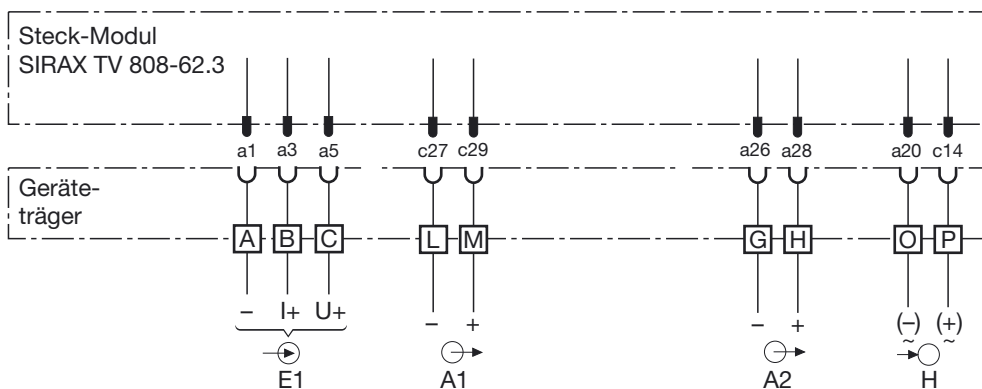 Steck-Modul
SIRAX TV 808-62.3
a1 a3 a5 c27 c29 a26 a28 a20 c14
Geräte-
träger
A B C L M G H O P
– I+ U+ – + – + (–) (+)
~ ~
E1 A1 A2 H